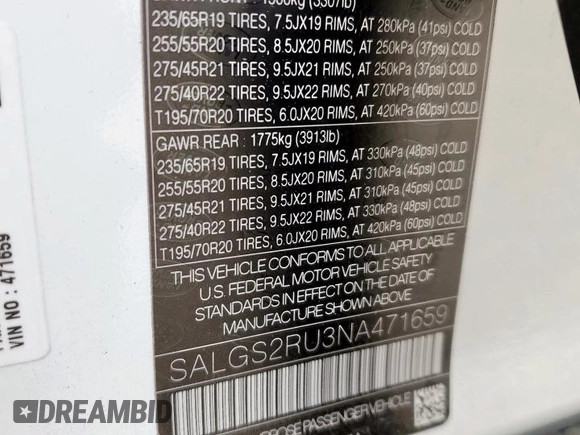 1500kg (3307lb)
235/65R19 TIRES, 7.5JX19 RIMS, AT 280kPa (41psi) COLD
255/55R20 TIRES, 8.5JX20 RIMS, AT 250kPa (37psi) COLD
275/45R21 TIRES, 9.5JX21 RIMS, AT 250kPa (37psi) COLD
275/40R22 TIRES, 9.5JX22 RIMS, AT 270kPa (40psi) COLD
T195/70R20 TIRES, 6.0JX20 RIMS, AT 420kPa (60psi) COLD
GAWR REAR : 1775kg (3913lb)
235/65R19 TIRES, 7.5JX19 RIMS, AT 330kPa (48psi) COLD
255/55R20 TIRES, 8.5JX20 RIMS, AT 310kPa (45psi) COLD
275/45R21 TIRES, 9.5JX21 RIMS, AT 310kPa (45psi) COLD
275/40R22 TIRES, 9.5JX22 RIMS, AT 330kPa (48psi) COLD
T195/70R20 TIRES, 6.0JX20 RIMS, AT 420kPa (60psi) COLD
THIS VEHICLE CONFORMS TO ALL APPLICABLE
U.S. FEDERAL MOTOR VEHICLE SAFETY
STANDARDS IN EFFECT ON THE DATE OF
MANUFACTURE SHOWN ABOVE
SALGS2RU3NA471659
PASSENGER VEHICLE
VIN NO : 471659
DREAMBID